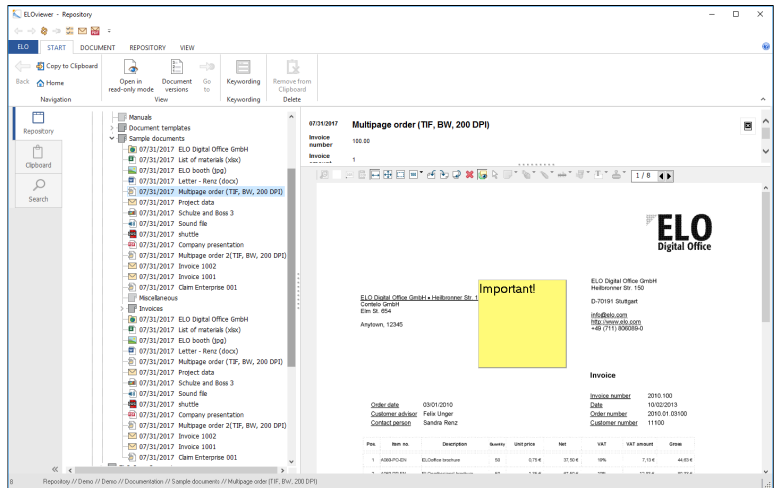 ELOviewer - Repository
ELO START DOCUMENT REPOSITORY VIEW
Back
Copy to Clipboard
Home
Navigation
Open in
read-only mode
Document
versions
Go
to
View
Keywording
Keywording
Remove from
Clipboard
Delete
Repository
Clipboard
Search
Manuals
Document templates
Sample documents
07/31/2017 ELO Digital Office GmbH
07/31/2017 List of materials (xlsx)
07/31/2017 ELO booth (jpg)
07/31/2017 Letter - Renz (docx)
07/31/2017 Multipage order (TIF, BW, 200 DPI)
07/31/2017 Project data
07/31/2017 Schulze and Boss 3
07/31/2017 Sound file
07/31/2017 shuttle
07/31/2017 Company presentation
07/31/2017 Multipage order 2(TIF, BW, 200 DPI)
07/31/2017 Invoice 1002
07/31/2017 Invoice 1001
07/31/2017 Claim Enterprise 001
Miscellaneous
Invoices
07/31/2017 ELO Digital Office GmbH
07/31/2017 List of materials (xlsx)
07/31/2017 ELO booth (jpg)
07/31/2017 Letter - Renz (docx)
07/31/2017 Multipage order (TIF, BW, 200 DPI)
07/31/2017 Project data
07/31/2017 Schulze and Boss 3
07/31/2017 Sound file
07/31/2017 shuttle
07/31/2017 Company presentation
07/31/2017 Multipage order 2(TIF, BW, 200 DPI)
07/31/2017 Invoice 1002
07/31/2017 Invoice 1001
07/31/2017 Claim Enterprise 001
07/31/2017 Multipage order (TIF, BW, 200 DPI)
Invoice
number 100.00
Invoice
1
1 / 8
ELO
Digital Office
Important!
ELO Digital Office GmbH • Heilbronner Str. 1
Contelo GmbH
Elm St. 654
Anytown, 12345
ELO Digital Office GmbH
Heilbronner Str. 150
D-70191 Stuttgart
info@elo.com
http://www.elo.com
+49 (711) 806089-0
Invoice
Order date 03/01/2010
Customer advisor Felix Unger
Contact person Sandra Renz
Invoice number 2010.100
Date 10/02/2013
Order number 2010.01.03100
Customer number 11100
Pos. Item no. Description Quantity Unit price Net VAT VAT amount Gross
1 A069-FO-EN ELOoffice brochure 50 0,75 € 37,50 € 19% 7,13 € 44,63 €
8 Repository // Demo // Demo // Documentation // Sample documents // Multipage order (TIF, BW, 200 DPI)